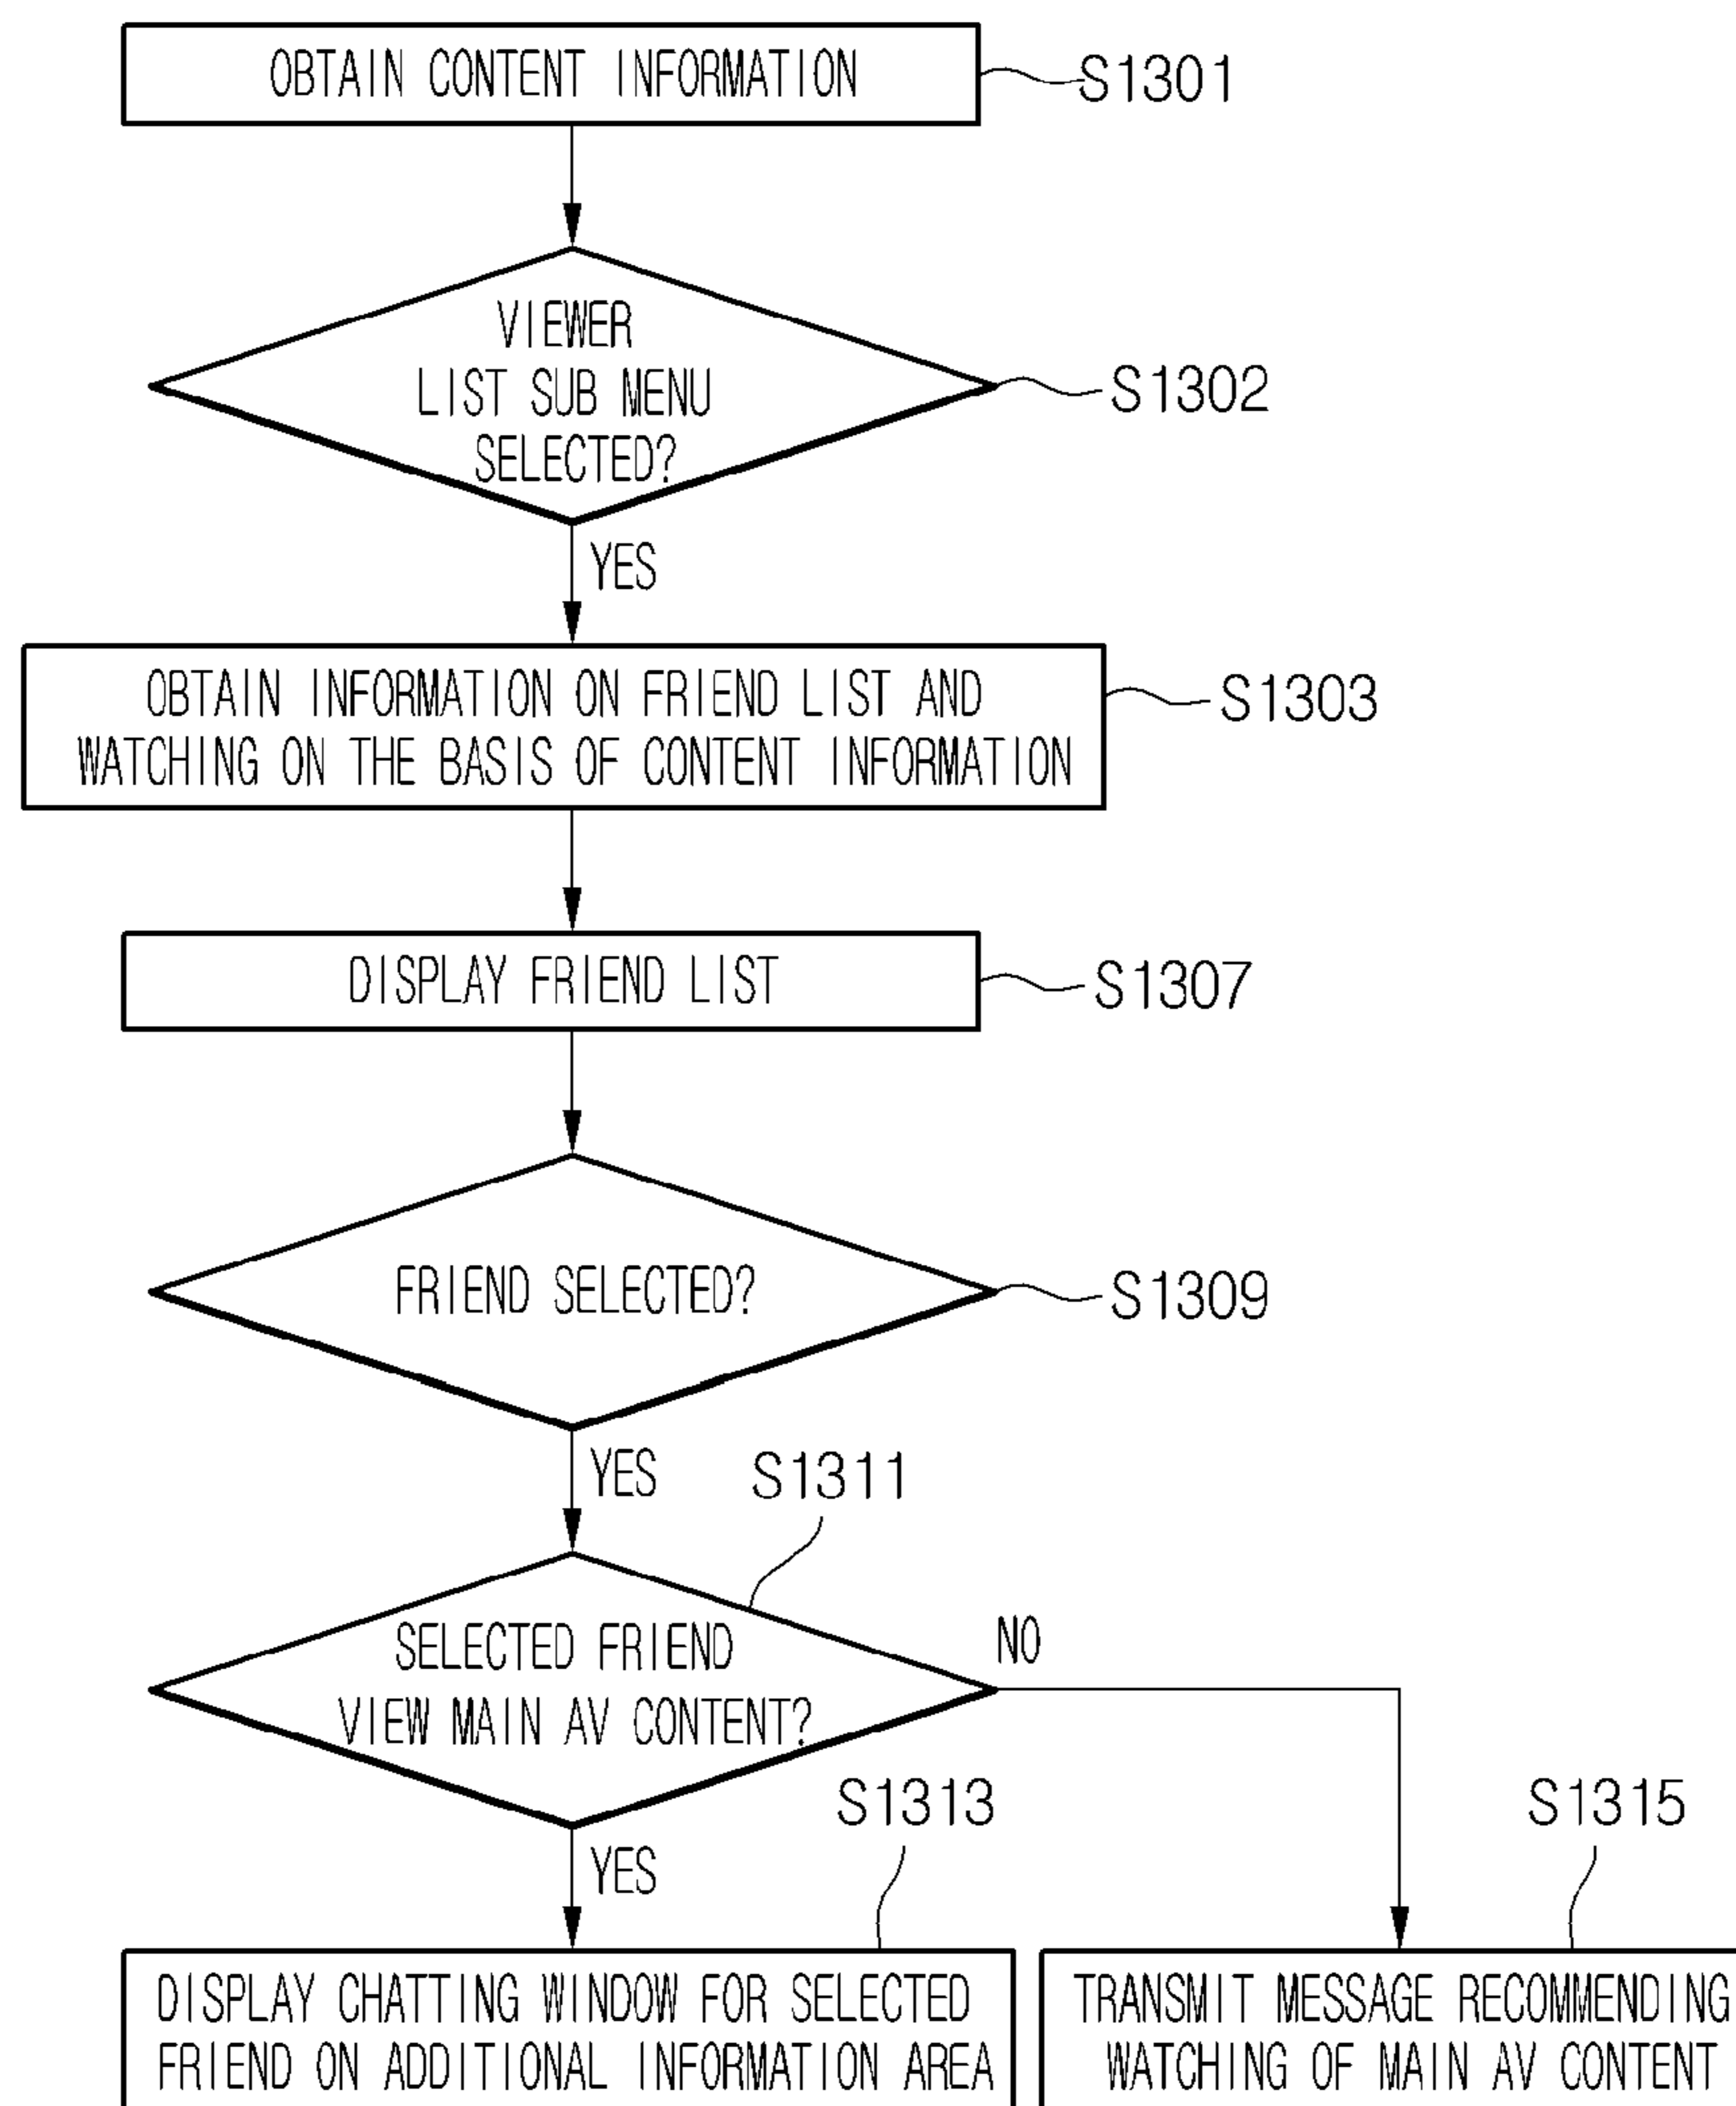 OBTAIN CONTENT INFORMATION
S1301
VIEWER
LIST SUB MENU
SELECTED?
S1302
YES
OBTAIN INFORMATION ON FRIEND LIST AND
WATCHING ON THE BASIS OF CONTENT INFORMATION
S1303
DISPLAY FRIEND LIST
S1307
FRIEND SELECTED?
S1309
YES
S1311
SELECTED FRIEND
VIEW MAIN AV CONTENT?
NO
YES
S1313
S1315
DISPLAY CHATTING WINDOW FOR SELECTED
FRIEND ON ADDITIONAL INFORMATION AREA
TRANSMIT MESSAGE RECOMMENDING
WATCHING OF MAIN AV CONTENT